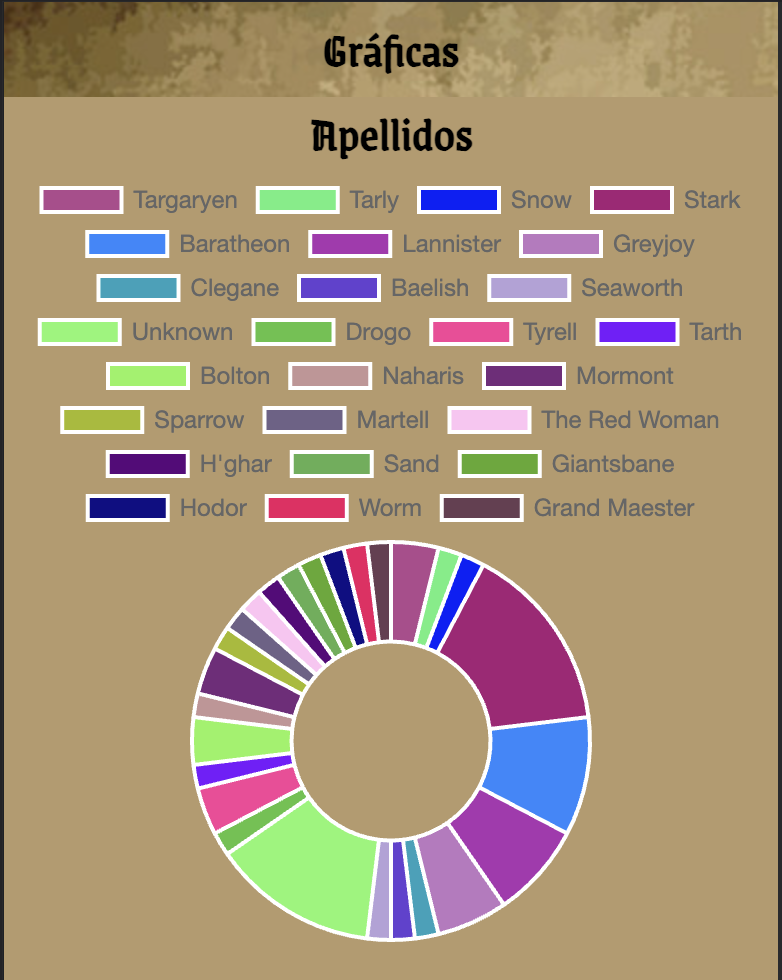 Gráficas
Apellidos
Targaryen Tarly Snow Stark
Baratheon Lannister Greyjoy
Clegane Baelish Seaworth
Unknown Drogo Tyrell Tarth
Bolton Naharis Mormont
Sparrow Martell The Red Woman
H'ghar Sand Giantsbane
Hodor Worm Grand Maester